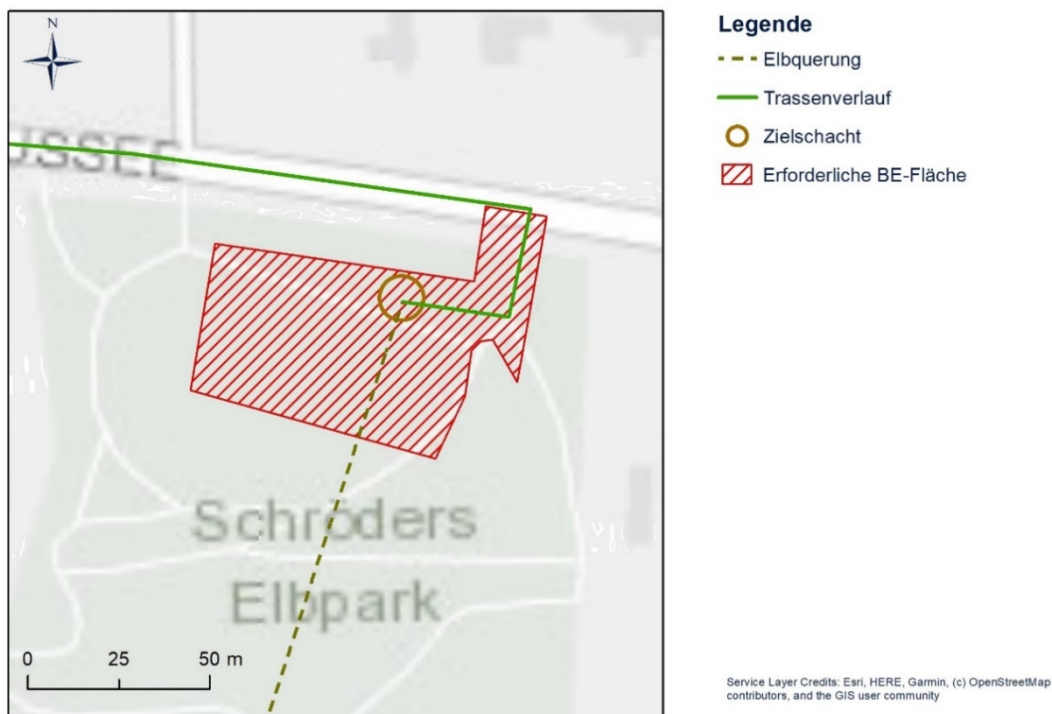 N
USSEE
Schröders
Elbpark
0 25 50 m
Legende
Elbquerung
Trassenverlauf
Zielschacht
Erforderliche BE-Fläche
Service Layer Credits: Esri, HERE, Garmin, (c) OpenStreetMap
contributors, and the GIS user community